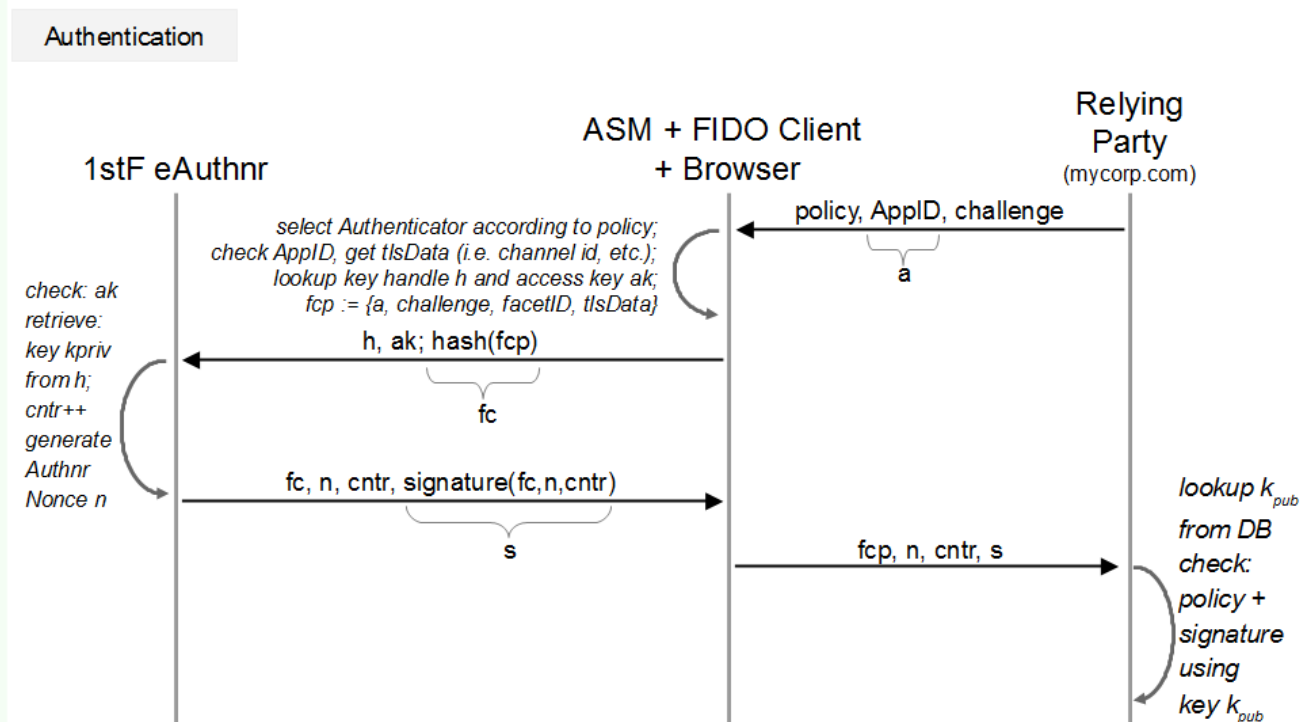 Authentication
1stF eAuthnr
ASM + FIDO Client
+ Browser
Relying
Party
(mycorp.com)
policy, AppID, challenge
a
select Authenticator according to policy;
check AppID, get tlsData (i.e. channel id, etc.);
lookup key handle h and access key ak;
fcp := {a, challenge, facetID, tlsData}
h, ak; hash(fcp)
fc
check: ak
retrieve:
key kpriv
from h;
cntr++
generate
Authnr
Nonce n
fc, n, cntr, signature(fc,n,cntr)
s
fcp, n, cntr, s
lookup kpub
from DB
check:
policy +
signature
using
key kpub